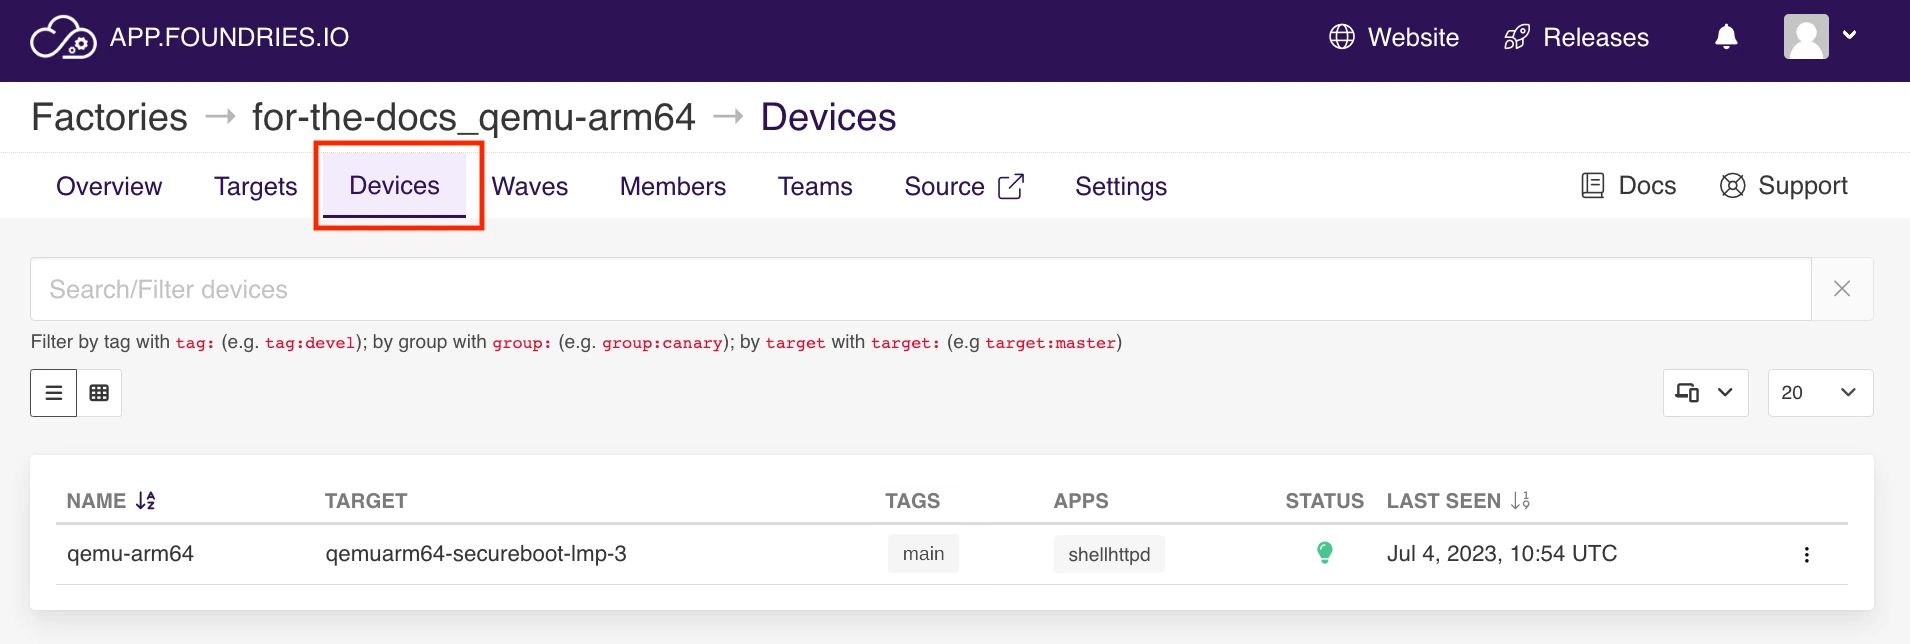 APP.FOUNDRIES.IO Website Releases
Factories → for-the-docs_qemu-arm64 → Devices
Overview Targets Devices Waves Members Teams Source Settings Docs Support
Search/Filter devices
Filter by tag with tag: (e.g. tag:devel); by group with group: (e.g. group:canary); by target with target: (e.g target:master)
20
NAME TARGET TAGS APPS STATUS LAST SEEN
qemu-arm64 qemuarm64-secureboot-lmp-3 main shellhttpd Jul 4, 2023, 10:54 UTC